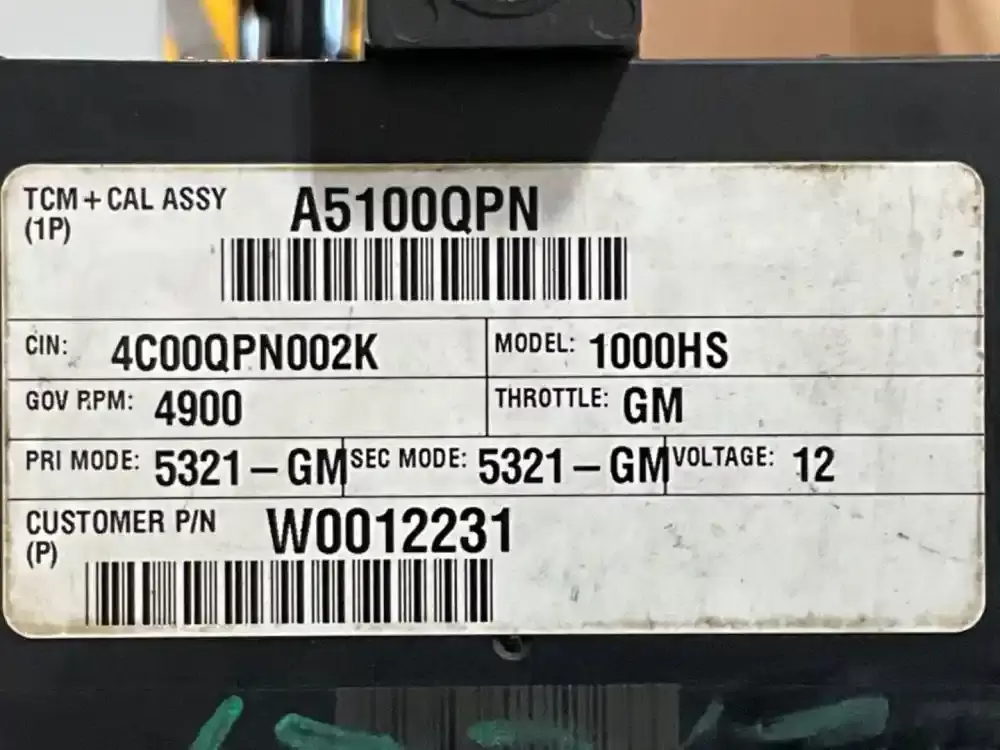 TCM + CAL ASSY A5100QPN
(1P)
CIN: 4C00QPN002K MODEL: 1000HS
GOV RPM: 4900 THROTTLE: GM
PRI MODE: 5321-GM SEC MODE: 5321-GM VOLTAGE: 12
CUSTOMER P/N W0012231
(P)